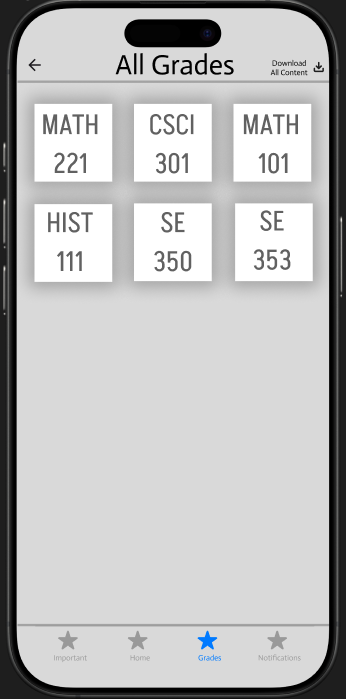 All Grades
Download
All Content
MATH
221
CSCI
301
MATH
101
HIST
111
SE
350
SE
353
Important
Home
Grades
Notifications